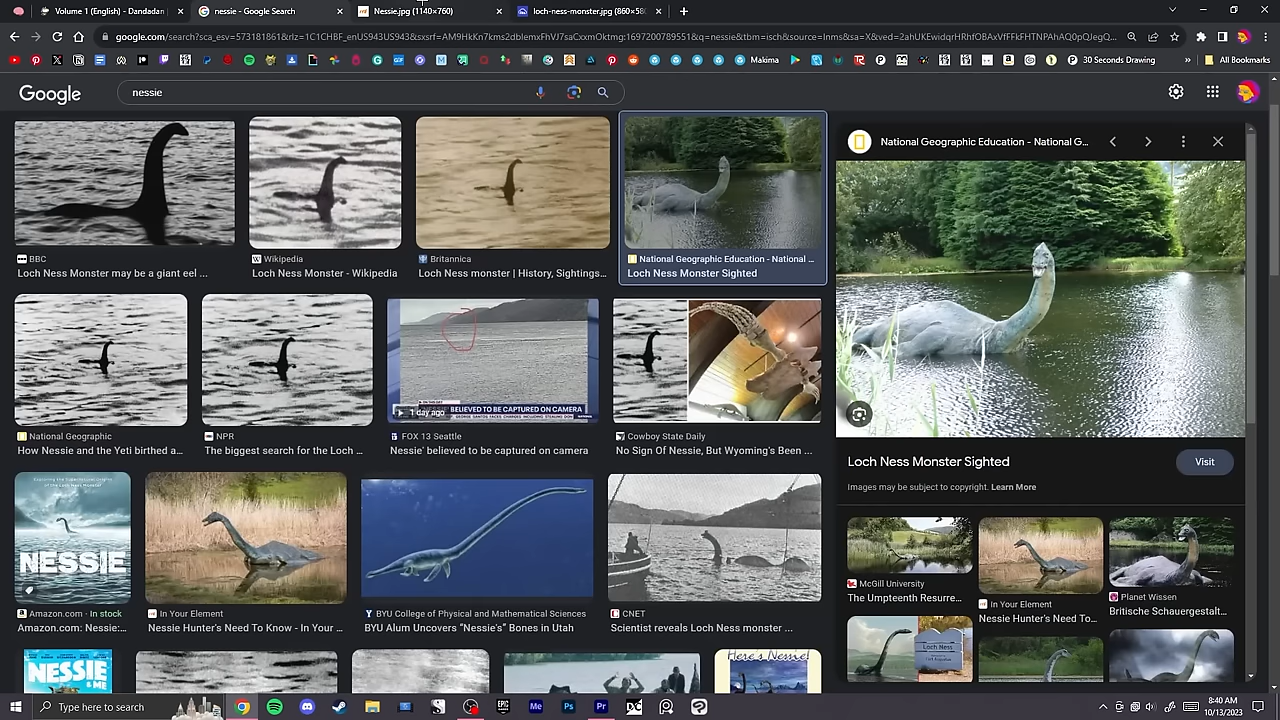 Volume 1 (English) - Dandadan
nessie - Google Search
Nessie.jpg (1140×760)
loch-ness-monster.jpg (860×58
google.com/search?sca_esv=573181861&rlz=1C1CHBF_enUS943US943&sxsrf=AM9HkKn7kms2dblemxFhVJ7saCxxmOktmg:1697200789551&q=nessie&tbm=isch&source=lnms&sa=X&ved=2ahUKEwidqrHRhfOBAxVfFFkFHTNPAhAQ0pQJegQ...
Makima
30 Seconds Drawing
All Bookmarks
Google
nessie
BBC
Loch Ness Monster may be a giant eel ...
Wikipedia
Loch Ness Monster - Wikipedia
Britannica
Loch Ness monster | History, Sightings...
National Geographic Education - National ...
Loch Ness Monster Sighted
National Geographic Education - National G...
National Geographic
How Nessie and the Yeti birthed a...
NPR
The biggest search for the Loch ...
1 day ago
BELIEVED TO BE CAPTURED ON CAMERA
FOX 13 Seattle
Nessie' believed to be captured on camera
Cowboy State Daily
No Sign Of Nessie, But Wyoming's Been ...
Loch Ness Monster Sighted
Visit
Images may be subject to copyright. Learn More
NESSIE
Amazon.com · In stock
Amazon.com: Nessie:...
In Your Element
Nessie Hunter's Need To Know - In Your ...
BYU College of Physical and Mathematical Sciences
BYU Alum Uncovers "Nessie's" Bones in Utah
CNET
Scientist reveals Loch Ness monster ...
McGill University
The Umpteenth Resurre...
In Your Element
Nessie Hunter's Need To...
Planet Wissen
Britische Schauergestalt...
Loch Ness
NESSIE
& ME
Here's Nessie!
Type here to search
8:40 AM
10/13/2023